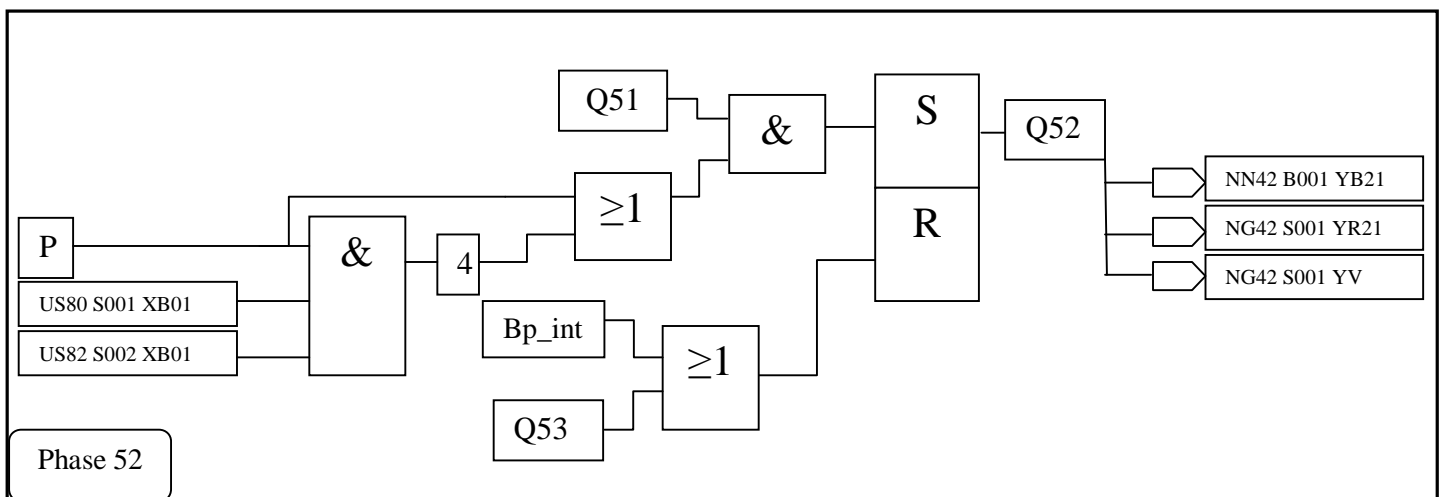 Q51
&
S
Q52
NN42 B001 YB21
≥1
R
NG42 S001 YR21
P
&
4
NG42 S001 YV
US80 S001 XB01
Bp_int
≥1
US82 S002 XB01
Q53
Phase 52